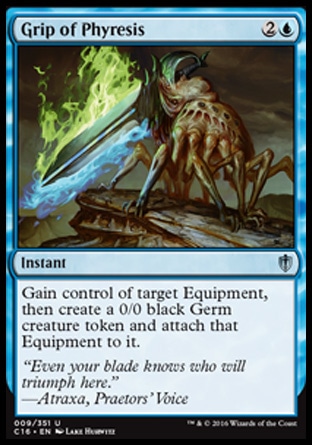 Grip of Phyresis 2
Instant
Gain control of target Equipment,
then create a 0/0 black Germ
creature token and attach that
Equipment to it.
“Even your blade knows who will
triumph here.”
—Atraxa, Praetors’ Voice
009/351 U
C16 • EN Lake Hurwitz
™ & © 2016 Wizards of the Coast